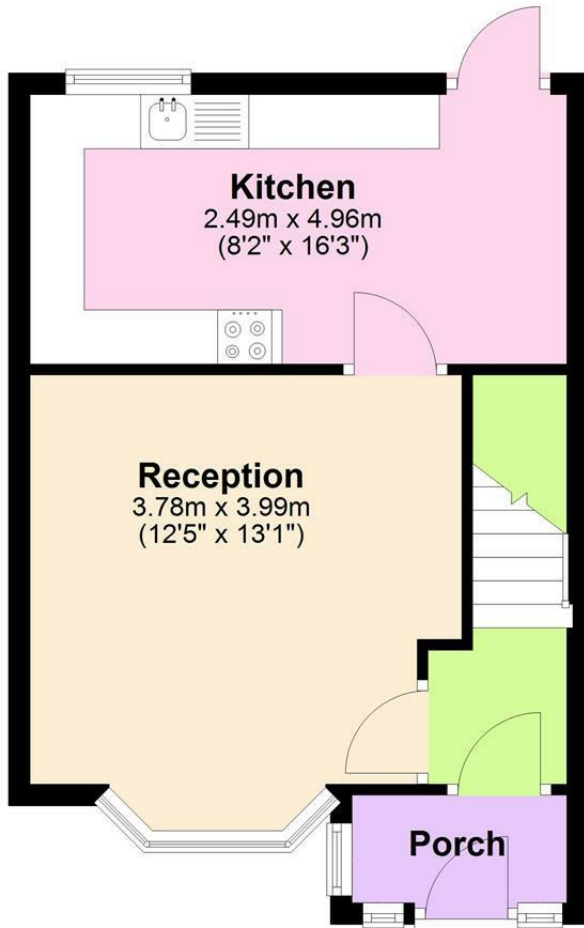 Kitchen
2.49m x 4.96m
(8'2" x 16'3")
Reception
3.78m x 3.99m
(12'5" x 13'1")
Porch